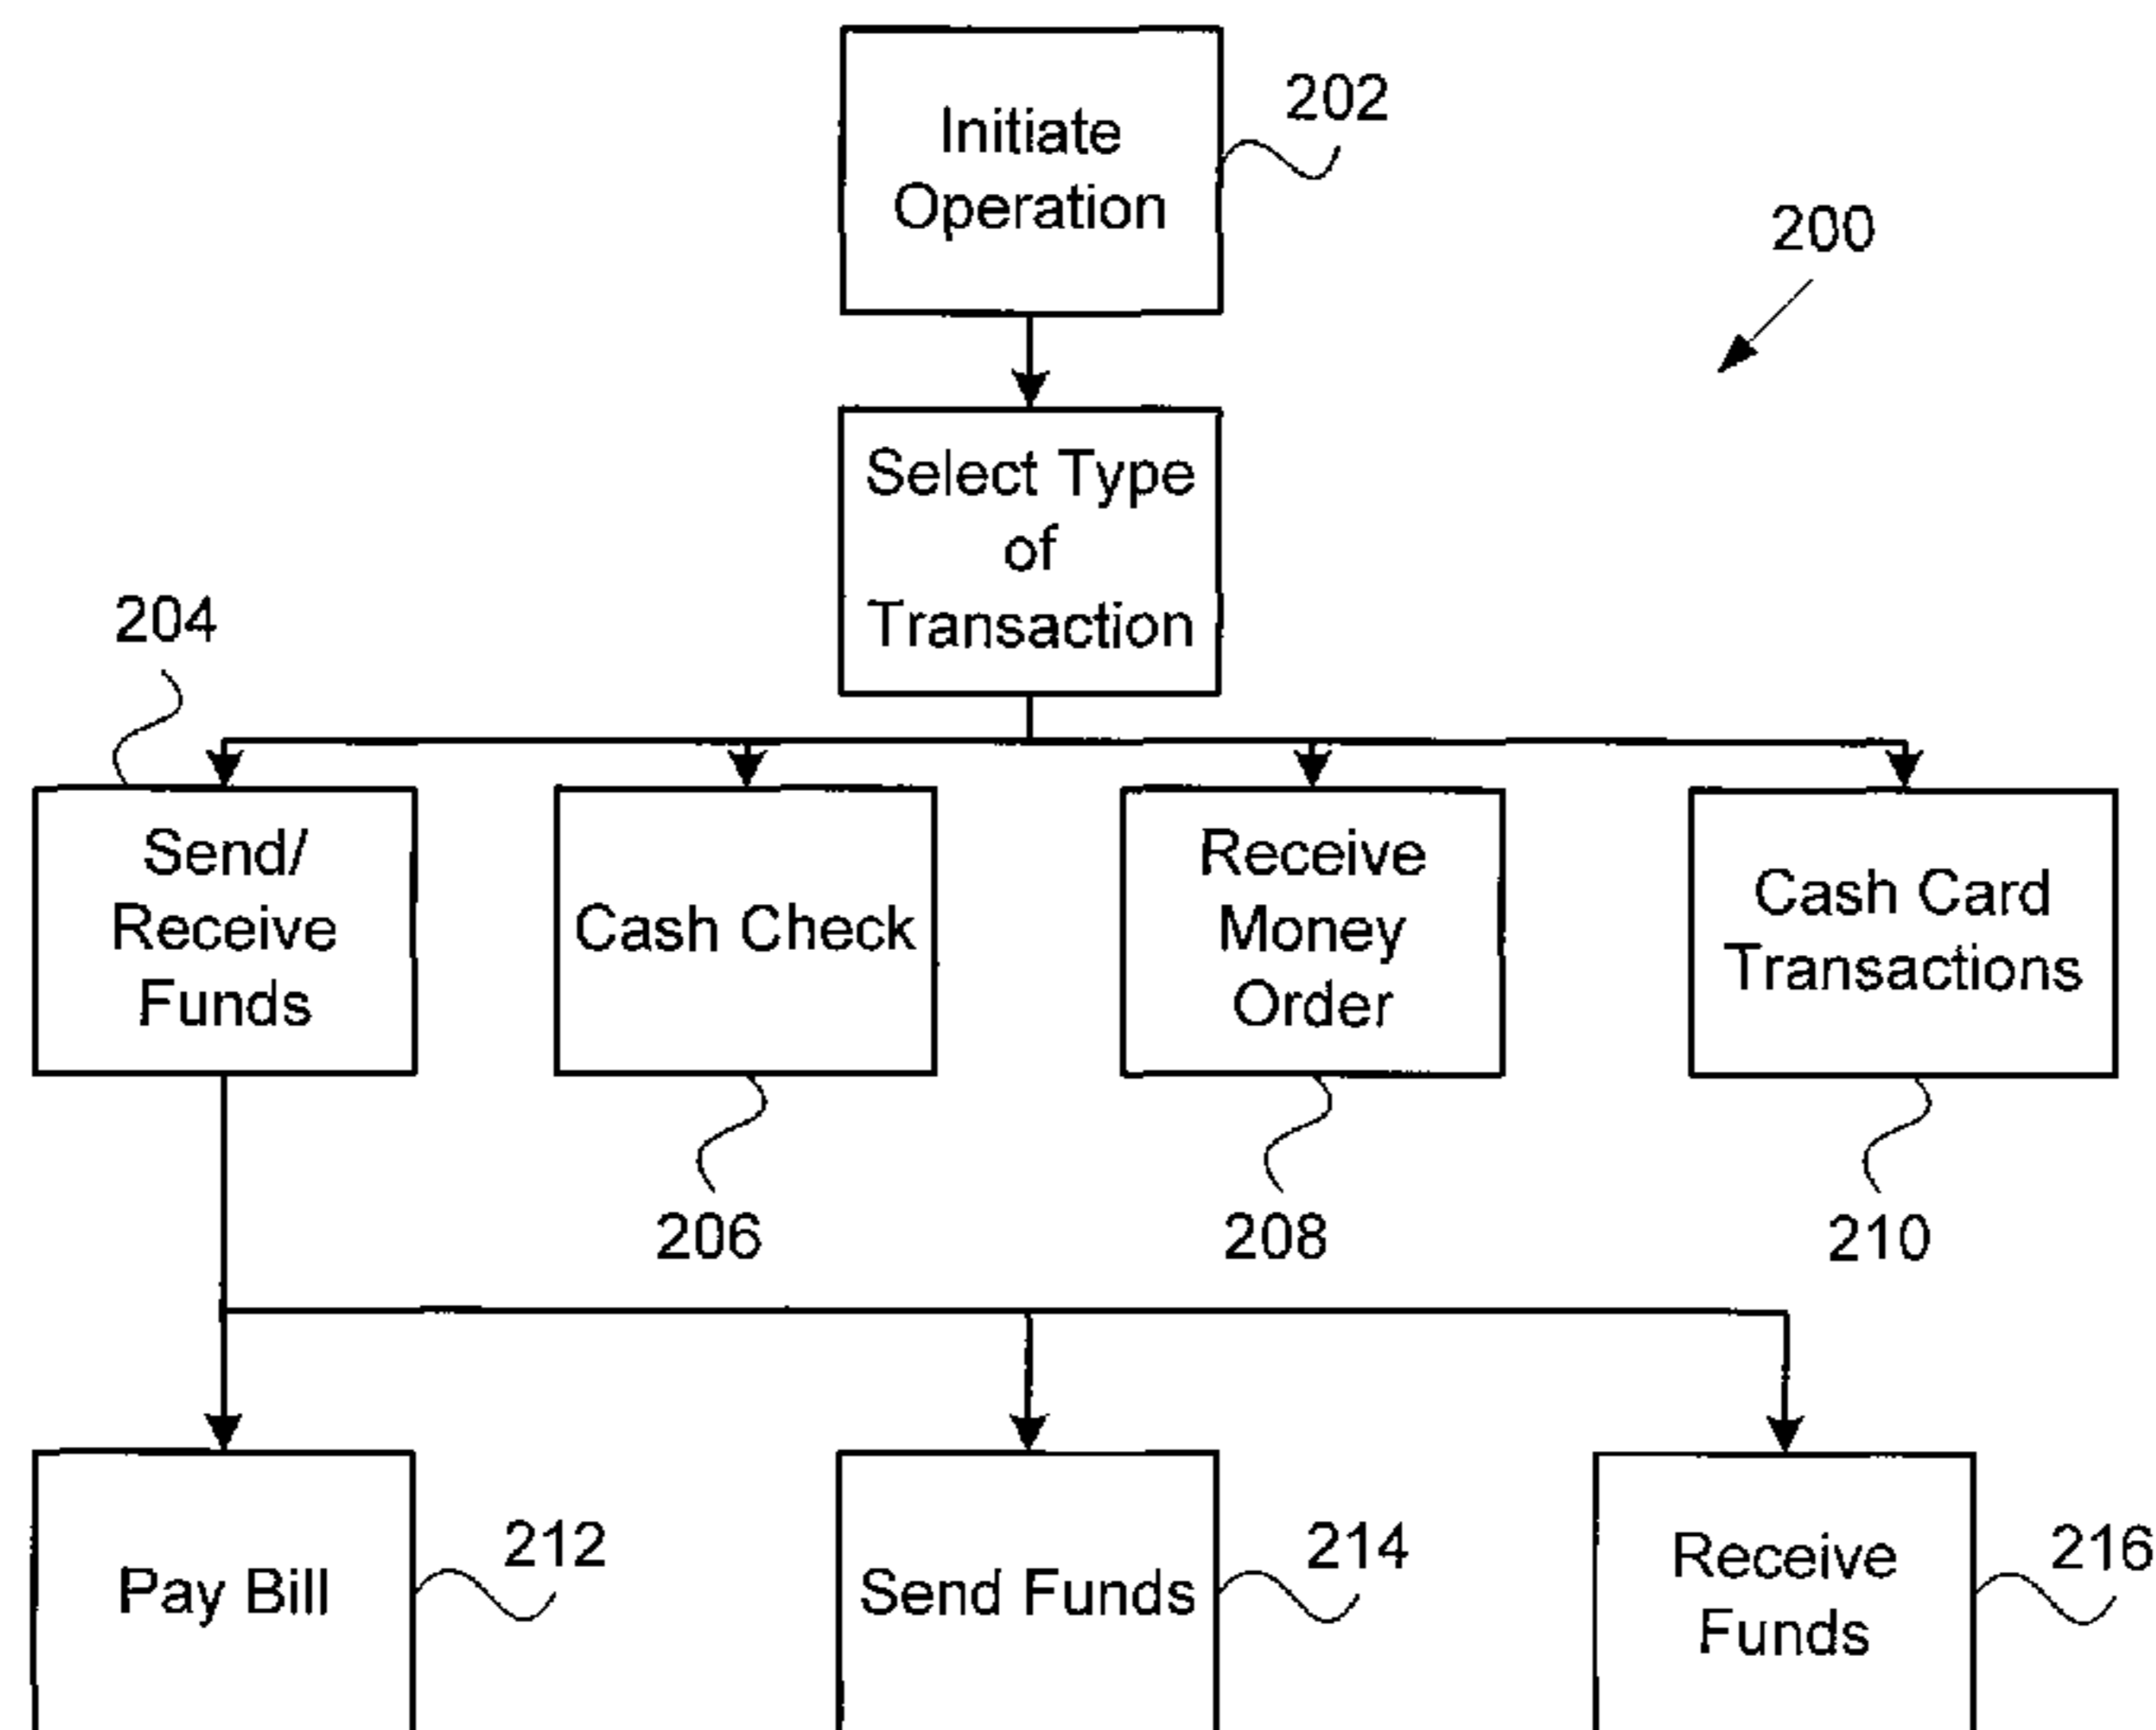 Initiate
Operation
202
200
Select Type
of
Transaction
204
Send/
Receive
Funds
Cash Check
Receive
Money
Order
Cash Card
Transactions
206
208
210
Pay Bill
212
Send Funds
214
Receive
Funds
216